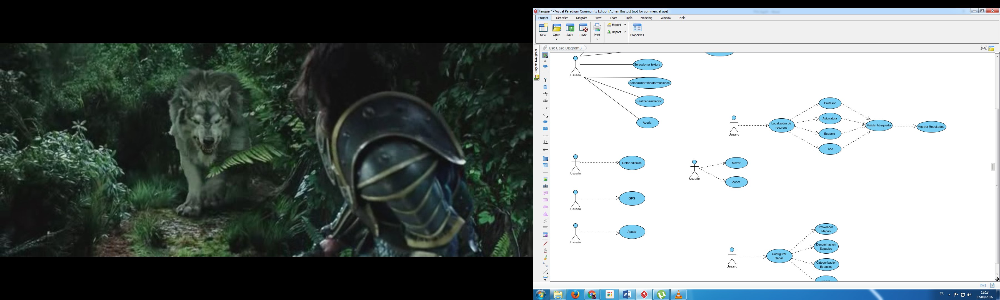 tanque * - Visual Paradigm Community Edition[Adrian Bustos] (not for commercial use)
Project UeXceler Diagram View Team Tools Modeling Window Help
New Open Save Close Print Export Import Properties
Diagram Navigator
Use Case Diagram3
Usuario
Seleccionar textura
Seleccionar transformaciones
Realizar animación
Ayuda
Usuario
Localizador de
recursos
Profesor
Asignatura
Espacio
Todo
Validar búsqueda
Mostrar Resultados
Usuario
Listar edificios
Usuario
Mover
Zoom
Usuario
GPS
Usuario
Ayuda
Usuario
Configurar
Capas
Proveedor
Mapas
Denominación
Espacios
Categorización
Espacios
ES
19:13
07/08/2016